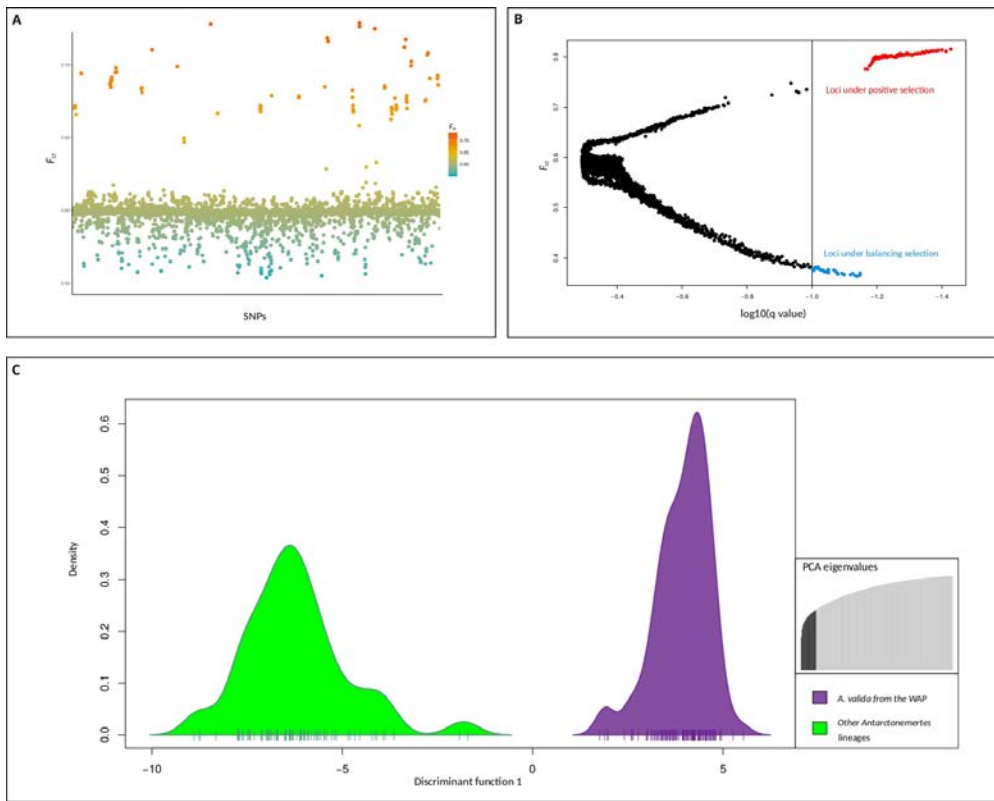 A
SNPs
B
0.8
0.7
0.6
0.5
0.4
Loci under positive selection
Loci under balancing selection
−0.4
−0.6
−0.8
−1.0
−1.2
−1.4
log10(q value)
C
0.6
0.5
0.4
0.3
0.2
0.1
0.0
Density
−10
−5
0
5
Discriminant function 1
PCA eigenvalues
A. valida from the WAP
Other Antarctonemertes
lineages